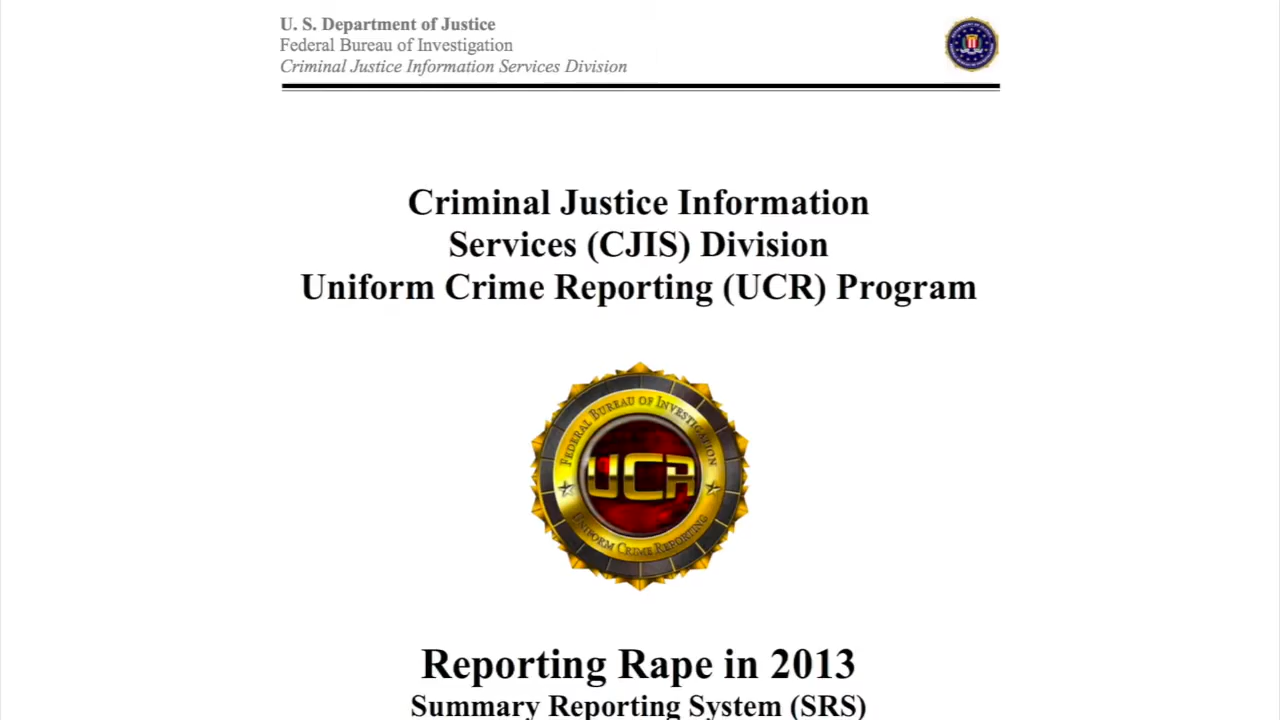 U. S. Department of Justice
Federal Bureau of Investigation
Criminal Justice Information Services Division
Criminal Justice Information
Services (CJIS) Division
Uniform Crime Reporting (UCR) Program
FEDERAL BUREAU OF INVESTIGATION
UCR
UNIFORM CRIME REPORTING
Reporting Rape in 2013
Summary Reporting System (SRS)